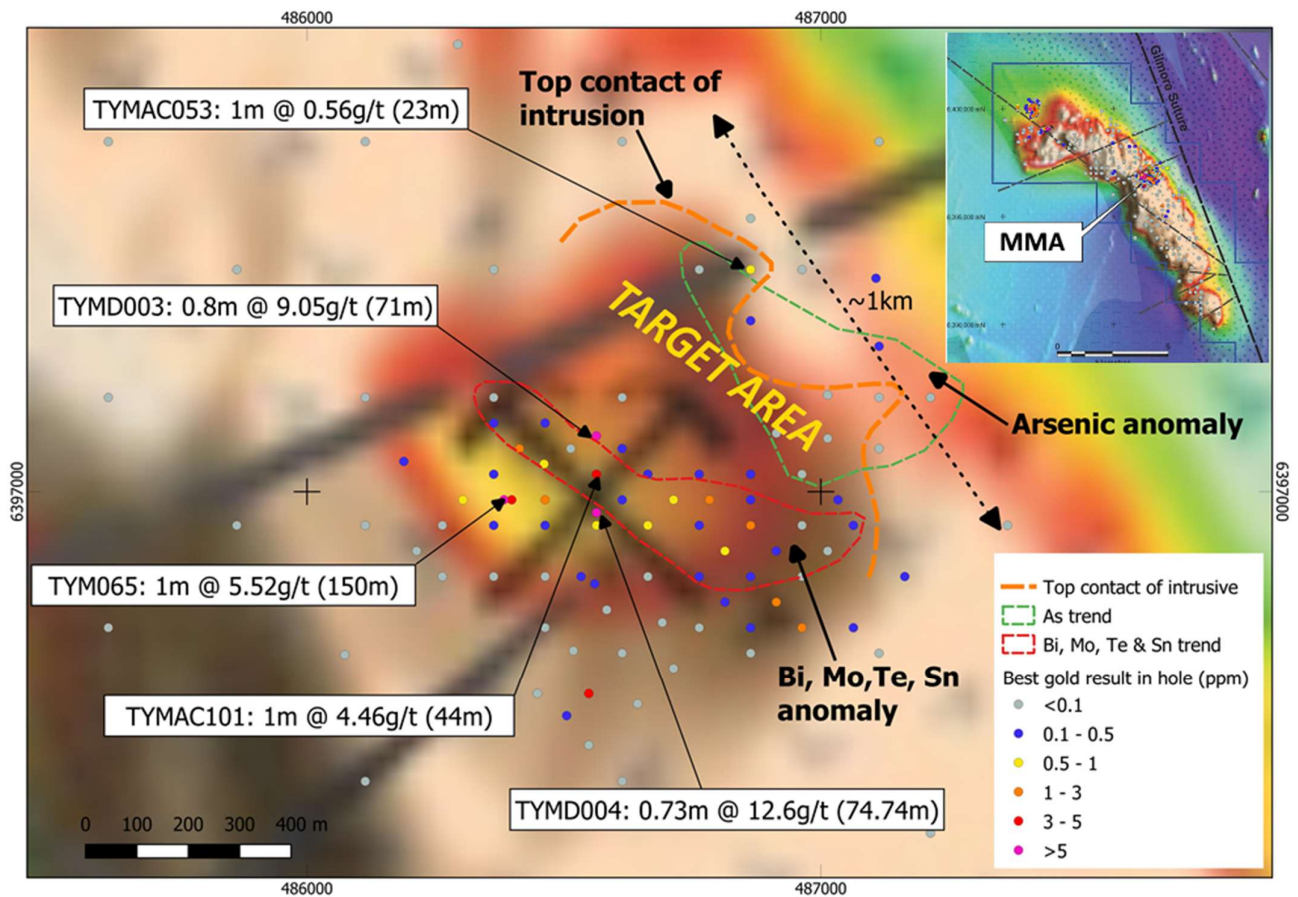 486000
487000
Top contact of
intrusion
TYMAC053: 1m @ 0.56g/t (23m)
Gilmore Suture
MMA
~1km
TYMD003: 0.8m @ 9.05g/t (71m)
TARGET AREA
Arsenic anomaly
6397000
6397000
TYM065: 1m @ 5.52g/t (150m)
Bi, Mo,Te, Sn
anomaly
TYMAC101: 1m @ 4.46g/t (44m)
TYMD004: 0.73m @ 12.6g/t (74.74m)
0 100 200 300 400 m
Top contact of intrusive
As trend
Bi, Mo, Te & Sn trend
Best gold result in hole (ppm)
<0.1
0.1 - 0.5
0.5 - 1
1 - 3
3 - 5
>5
486000
487000